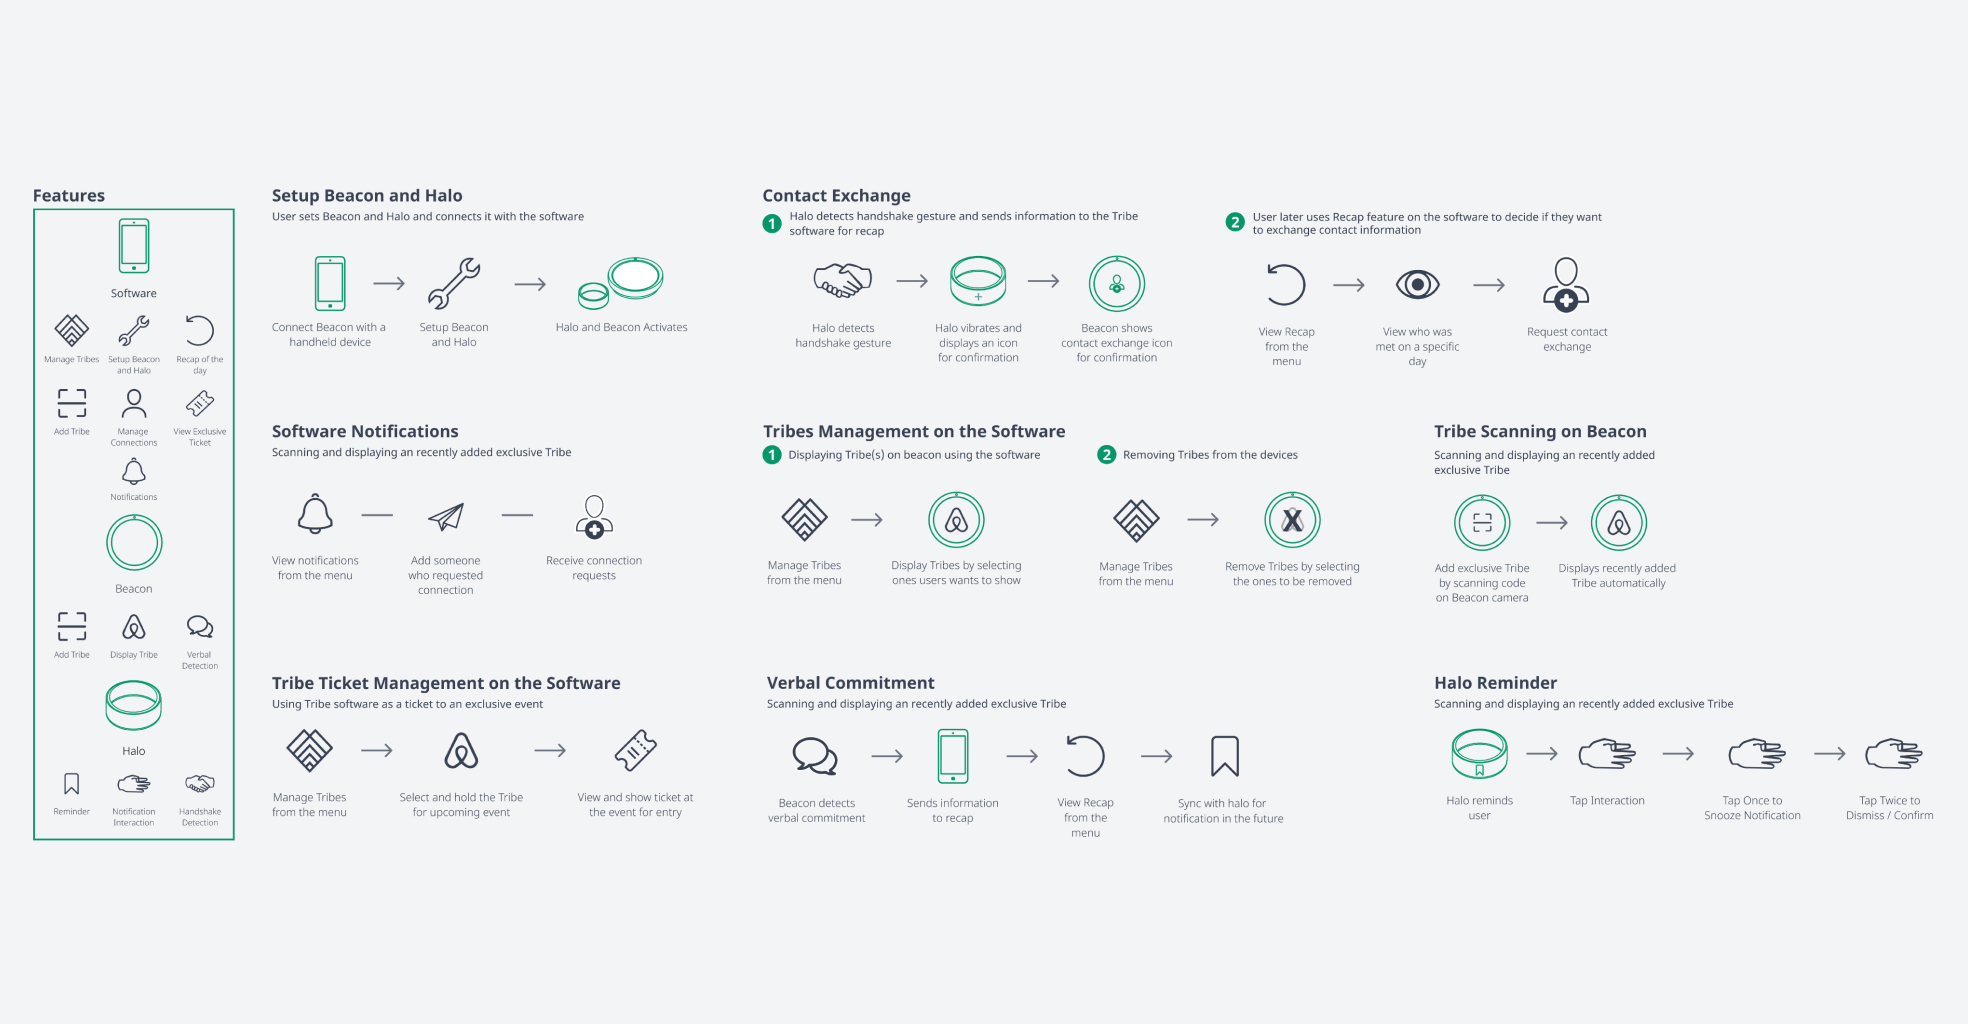 Features
Software
Manage Tribes
Setup Beacon
and Halo
Recap of the
day
Add Tribe
Manage
Connections
View Exclusive
Ticket
Notifications
Beacon
Add Tribe
Display Tribe
Verbal
Detection
Halo
Reminder
Notification
Interaction
Handshake
Detection
Setup Beacon and Halo
User sets Beacon and Halo and connects it with the software
Connect Beacon with a
handheld device
Setup Beacon
and Halo
Halo and Beacon Activates
Contact Exchange
1
Halo detects handshake gesture and sends information to the Tribe
software for recap
Halo detects
handshake gesture
Halo vibrates and
displays an icon
for confirmation
Beacon shows
contact exchange icon
for confirmation
2
User later uses Recap feature on the software to decide if they want
to exchange contact information
View Recap
from the
menu
View who was
met on a specific
day
Request contact
exchange
Software Notifications
Scanning and displaying an recently added exclusive Tribe
View notifications
from the menu
Add someone
who requested
connection
Receive connection
requests
Tribes Management on the Software
1
Displaying Tribe(s) on beacon using the software
Manage Tribes
from the menu
Display Tribes by selecting
ones users wants to show
2
Removing Tribes from the devices
Manage Tribes
from the menu
X
Remove Tribes by selecting
the ones to be removed
Tribe Scanning on Beacon
Scanning and displaying an recently added
exclusive Tribe
Add exclusive Tribe
by scanning code
on Beacon camera
Displays recently added
Tribe automatically
Tribe Ticket Management on the Software
Using Tribe software as a ticket to an exclusive event
Manage Tribes
from the menu
Select and hold the Tribe
for upcoming event
View and show ticket at
the event for entry
Verbal Commitment
Scanning and displaying an recently added exclusive Tribe
Beacon detects
verbal commitment
Sends information
to recap
View Recap
from the
menu
Sync with halo for
notification in the future
Halo Reminder
Scanning and displaying an recently added exclusive Tribe
Halo reminds
user
Tap Interaction
Tap Once to
Snooze Notification
Tap Twice to
Dismiss / Confirm